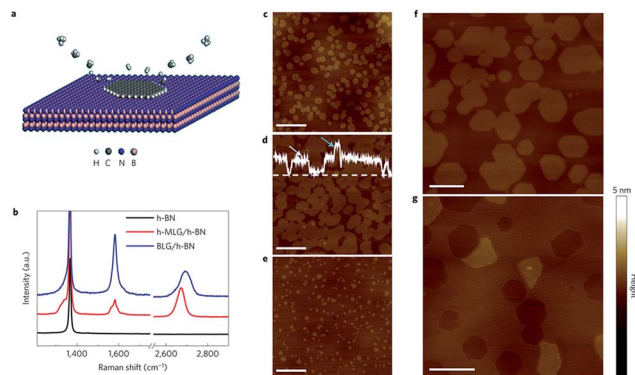 a
H C N B
b
h-BN
h-MLG/h-BN
BLG/h-BN
Intensity (a.u.)
1,400 1,600 2,600 2,800
Raman shift (cm⁻¹)
c
d
e
f
g
5 nm
Height